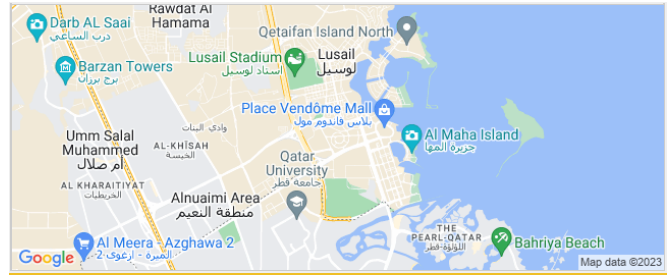 Rawdat Al
Hamama
Darb AL Saai
درب الساعي
Qetaifan Island North
Lusail
لوسيل
Lusail Stadium
استاد لوسيل
Barzan Towers
برج برزان
Place Vendôme Mall
بلاس فاندوم مول
وادي البنات
Umm Salal
Muhammed
أم صلال
AL-KHĪSAH
الخيسة
Al Maha Island
جزيرة المها
Qatar
University
جامعة قطر
AL KHARAITIYAT
الخريطيات
Alnuaimi Area
منطقة النعيم
THE
PEARL-QATAR
اللؤلؤة-قطر
Al Meera - Azghawa 2
الميرة - ازغوى 2
Bahriya Beach
Google
Map data ©2023